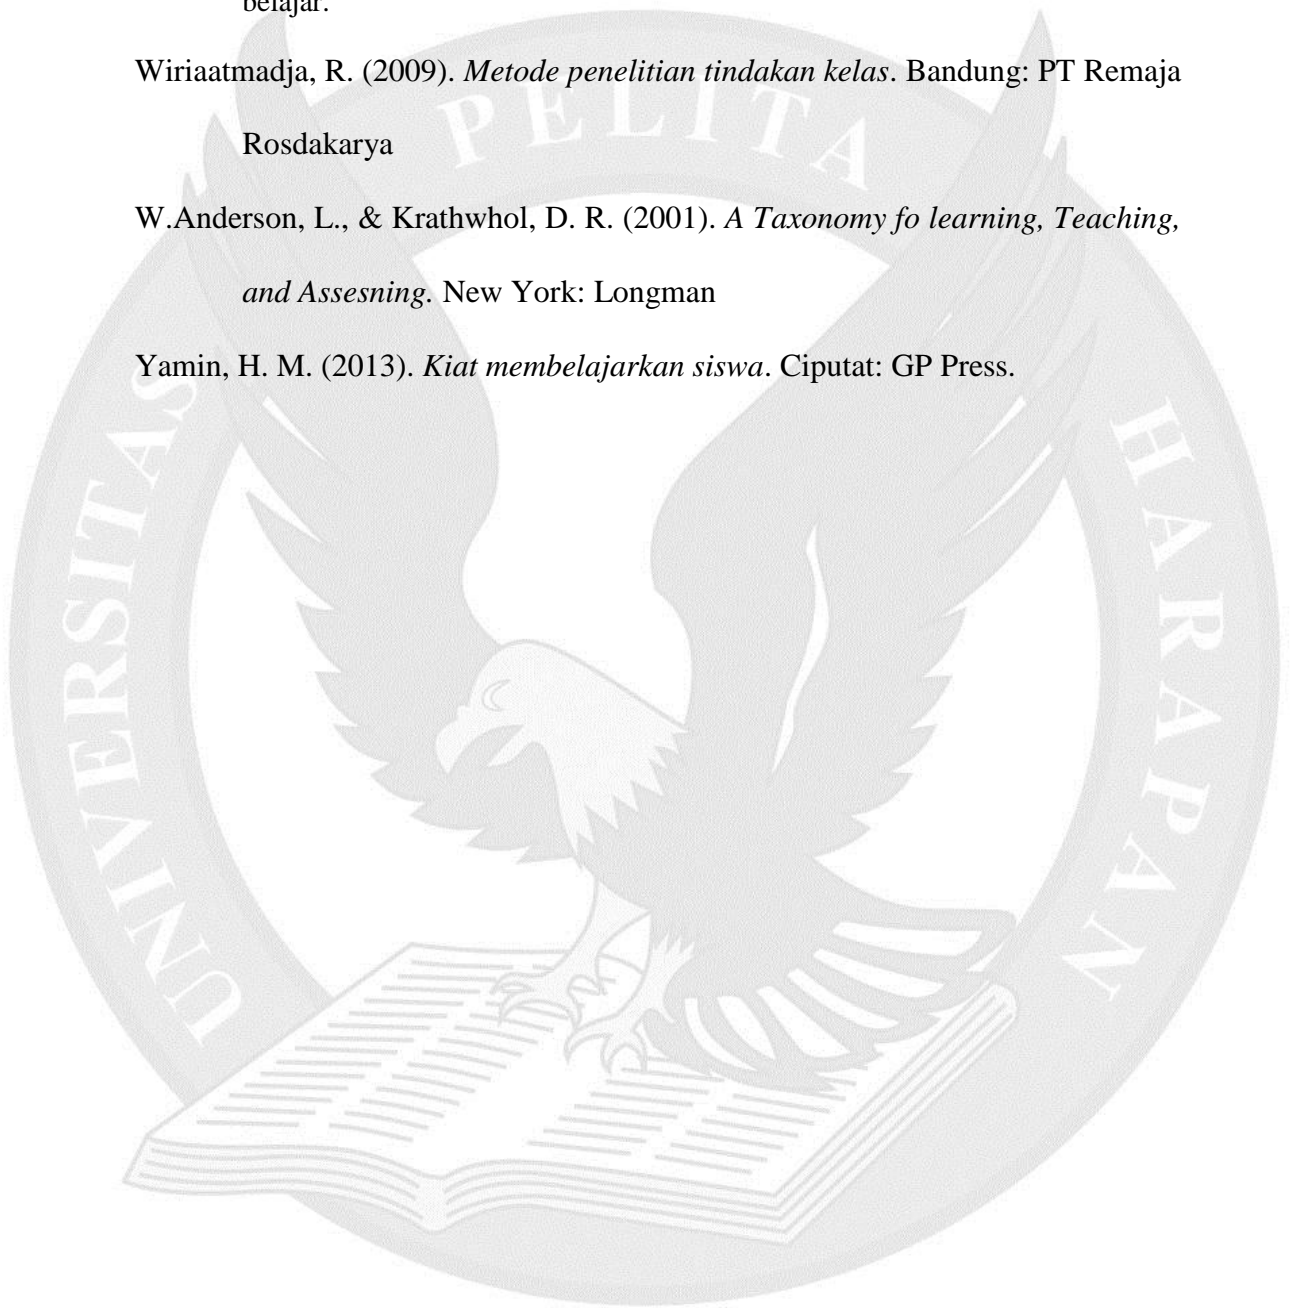 belajar.
Wiriaatmadja, R. (2009). Metode penelitian tindakan kelas. Bandung: PT Remaja
Rosdakarya
W.Anderson, L., & Krathwhol, D. R. (2001). A Taxonomy fo learning, Teaching,
and Assesning. New York: Longman
Yamin, H. M. (2013). Kiat membelajarkan siswa. Ciputat: GP Press.
UNIVERSITAS PELITA HARAPAN